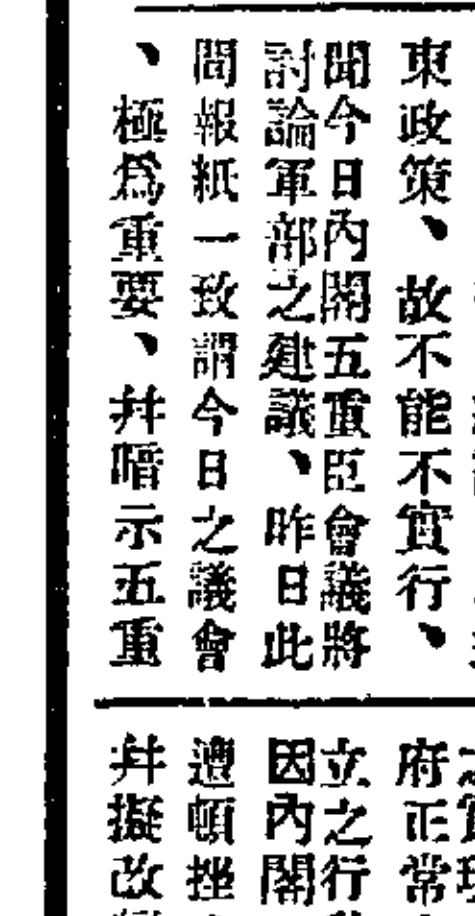 東政策、故不能不實行、
聞今日內閣五重臣會議將
討論軍部之建議、昨日此
間報紙一致謂今日之議會
、極爲重要、幷暗示五重
府正常
立之行
因內閣
遭頓挫
幷擬改